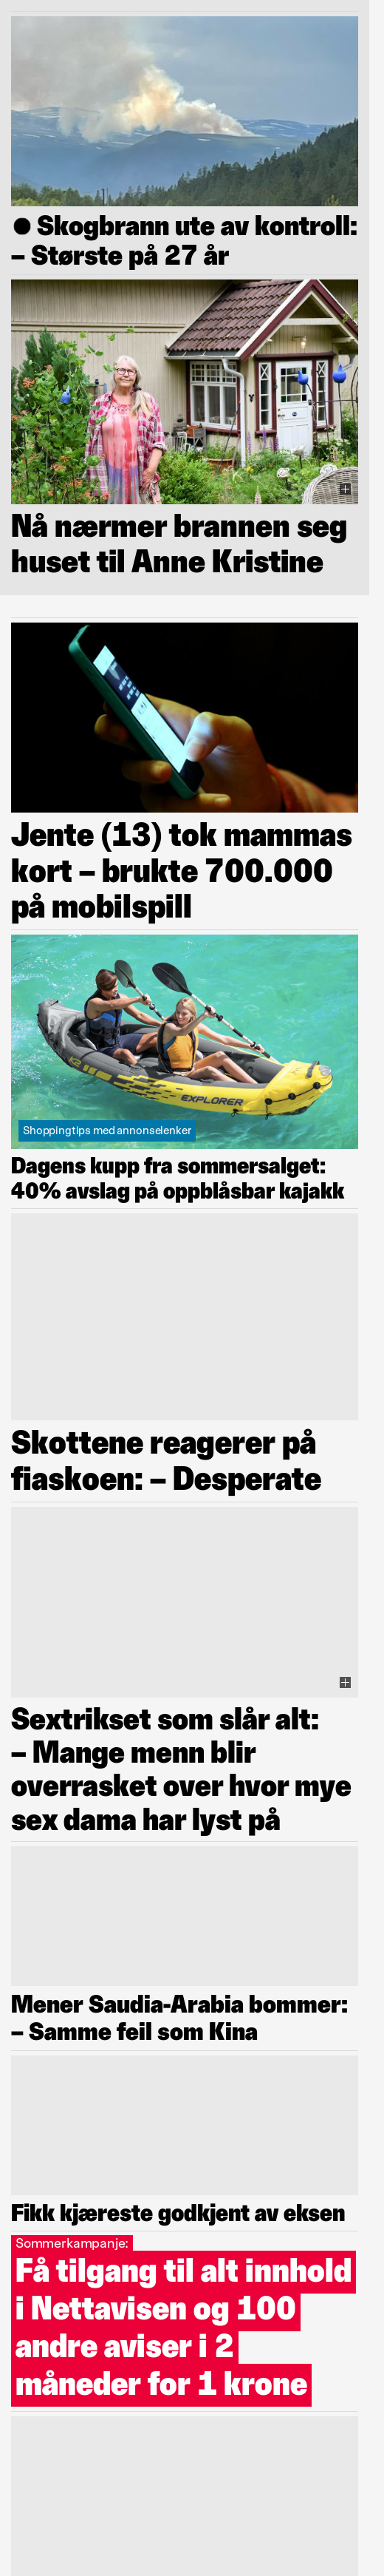 Skogbrann ute av kontroll:
– Største på 27 år
Nå nærmer brannen seg
huset til Anne Kristine
Jente (13) tok mammas
kort – brukte 700.000
på mobilspill
K2
EXPLORER
Shoppingtips med annonselenker
Dagens kupp fra sommersalget:
40% avslag på oppblåsbar kajakk
Skottene reagerer på
fiaskoen: – Desperate
Sextrikset som slår alt:
– Mange menn blir
overrasket over hvor mye
sex dama har lyst på
Mener Saudia-Arabia bommer:
– Samme feil som Kina
Fikk kjæreste godkjent av eksen
Sommerkampanje:
Få tilgang til alt innhold
i Nettavisen og 100
andre aviser i 2
måneder for 1 krone